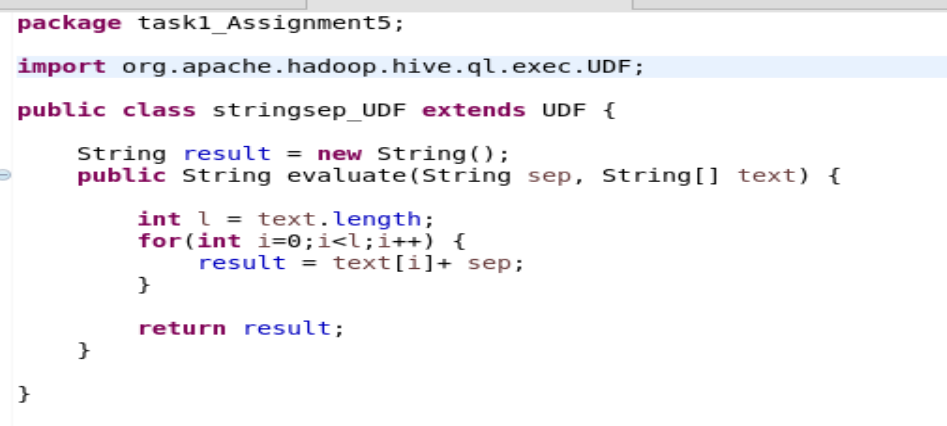 package task1_Assignment5;
import org.apache.hadoop.hive.ql.exec.UDF;
public class stringsep_UDF extends UDF {
String result = new String();
public String evaluate(String sep, String[] text) {
int l = text.length;
for(int i=0;i<l;i++) {
result = text[i]+ sep;
}
return result;
}
}